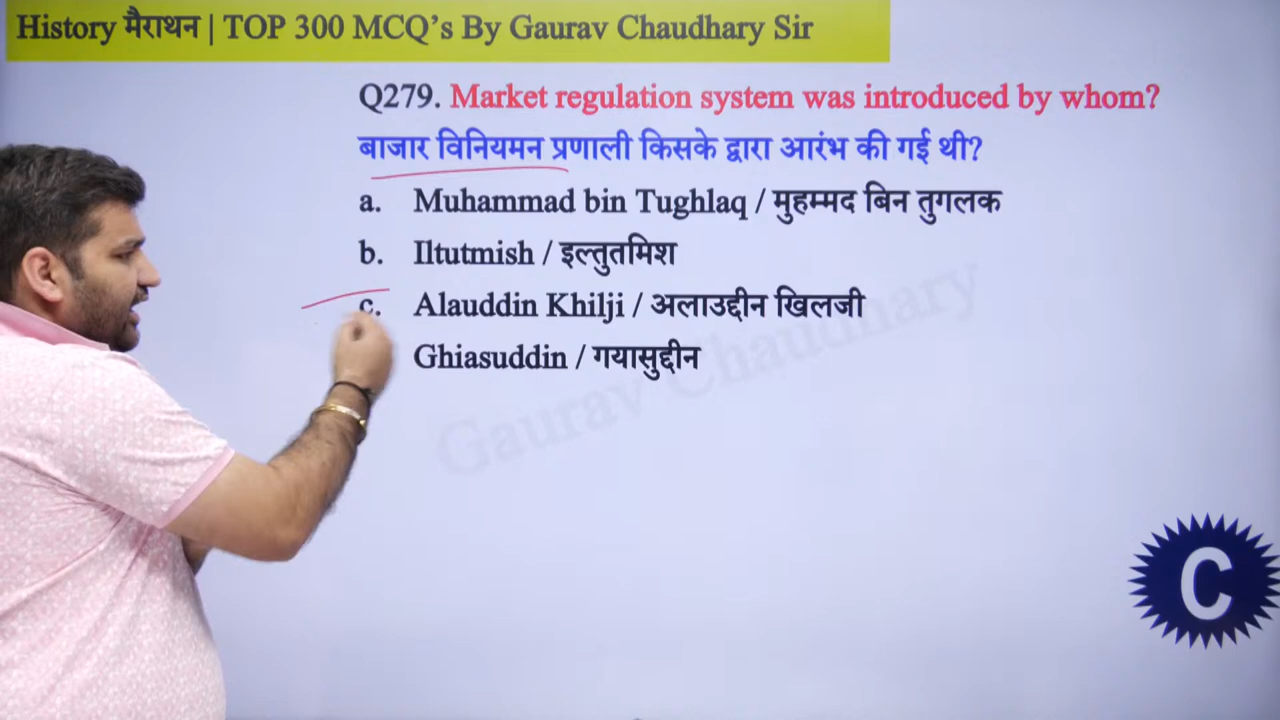 History मैराथन | TOP 300 MCQ’s By Gaurav Chaudhary Sir
Q279. Market regulation system was introduced by whom?
बाजार विनियमन प्रणाली किसके द्वारा आरंभ की गई थी?
a. Muhammad bin Tughlaq / मुहम्मद बिन तुगलक
b. Iltutmish / इल्तुतमिश
c. Alauddin Khilji / अलाउद्दीन खिलजी
Ghiasuddin / गयासुद्दीन
Gaurav Chaudhary
C